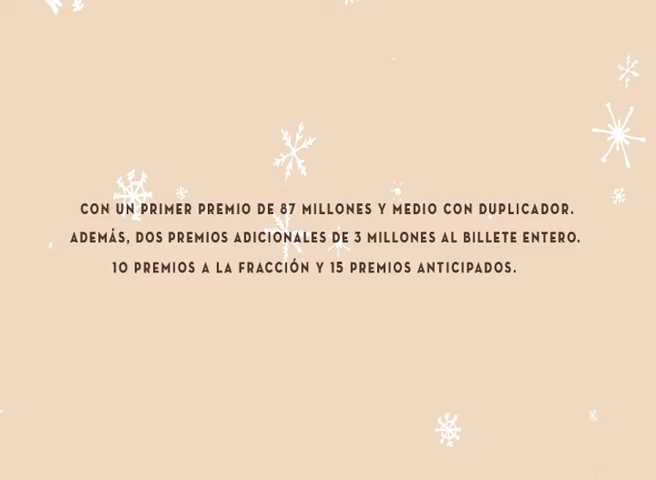 CON UN PRIMER PREMIO DE 87 MILLONES Y MEDIO CON DUPLICADOR.
ADEMÁS, DOS PREMIOS ADICIONALES DE 3 MILLONES AL BILLETE ENTERO.
10 PREMIOS A LA FRACCIÓN Y 15 PREMIOS ANTICIPADOS.